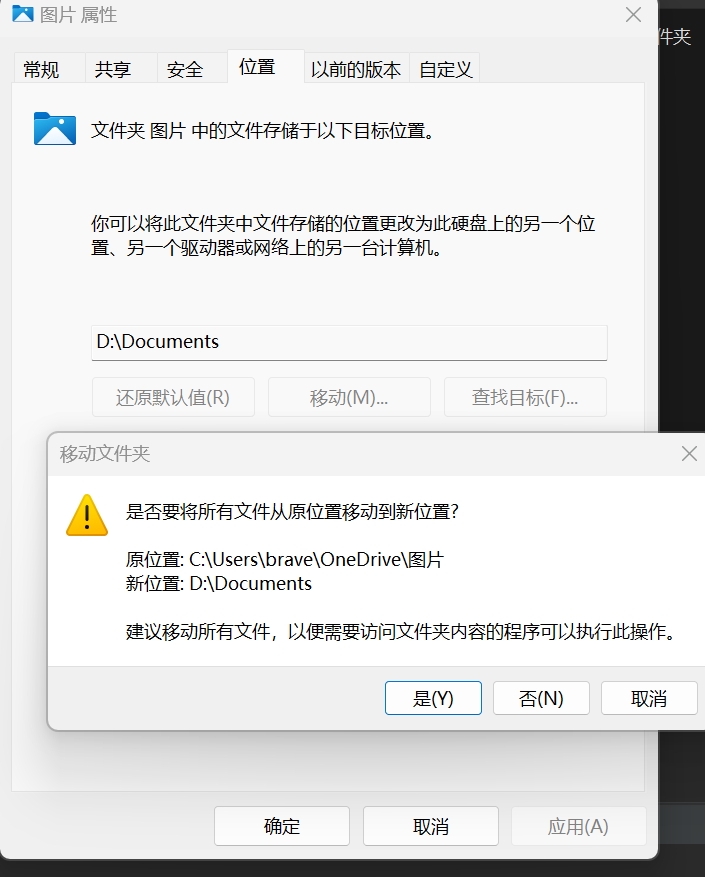 图片 属性
件夹
常规
共享
安全
位置
以前的版本
自定义
文件夹 图片 中的文件存储于以下目标位置。
你可以将此文件夹中文件存储的位置更改为此硬盘上的另一个位
置、另一个驱动器或网络上的另一台计算机。
D:\Documents
还原默认值(R)
移动(M)...
查找目标(F)...
移动文件夹
是否要将所有文件从原位置移动到新位置?
原位置: C:\Users\brave\OneDrive\图片
新位置: D:\Documents
建议移动所有文件，以便需要访问文件夹内容的程序可以执行此操作。
是(Y)
否(N)
取消
确定
取消
应用(A)